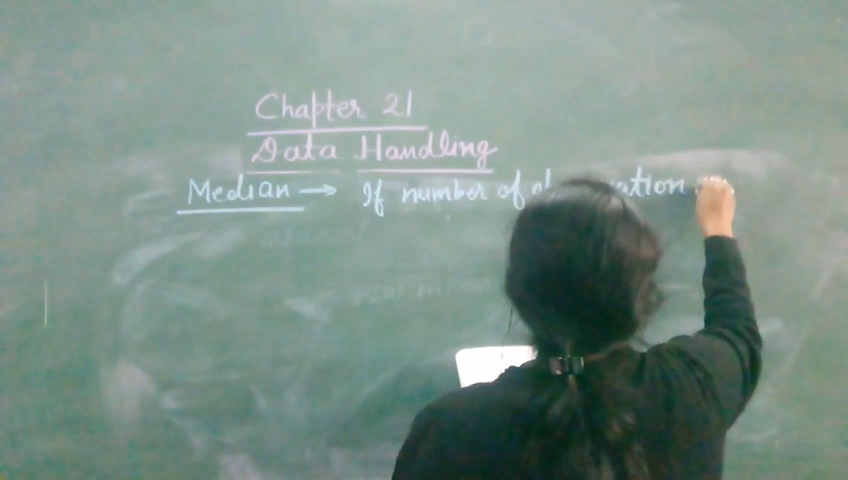 Chapter 21
Data Handling
Median → If number of